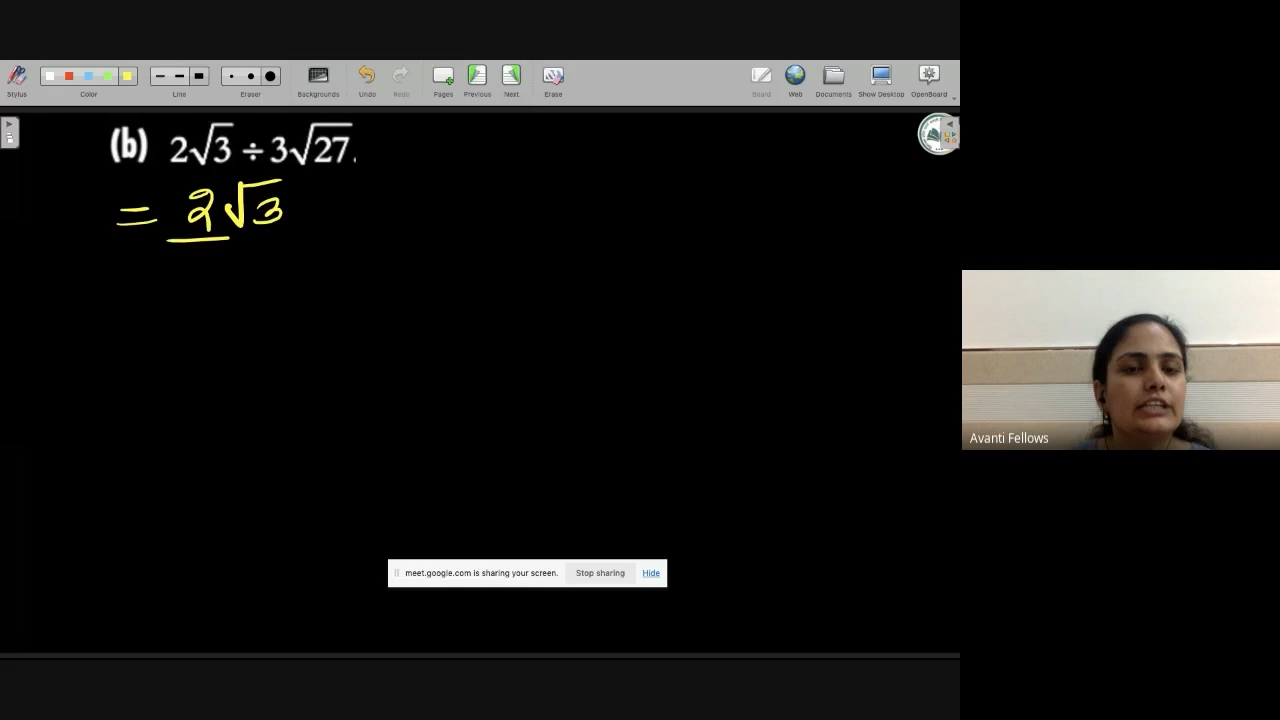 Stylus Color Line Eraser Backgrounds Undo Redo Pages Previous Next Erase Board Web Documents Show Desktop OpenBoard
(b) 2√3 ÷ 3√27.
= 2√3
Avanti Fellows
meet.google.com is sharing your screen. Stop sharing Hide